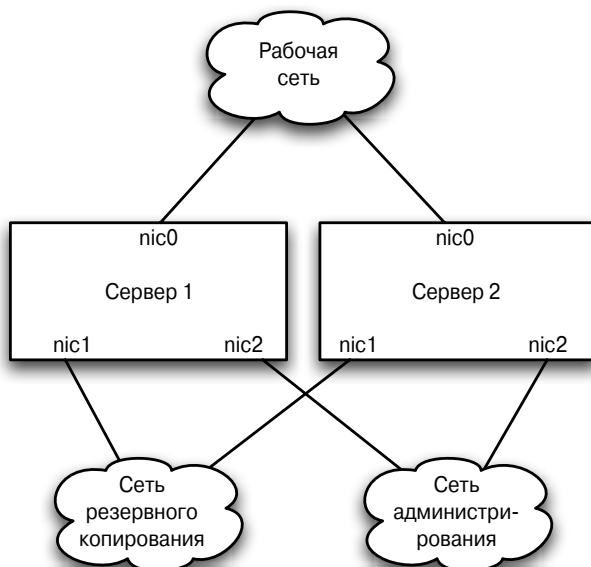 Рабочая
сеть
nic0
nic0
Сервер 1
Сервер 2
nic1
nic2
nic1
nic2
Сеть
резервного
копирования
Сеть
администри-
рования